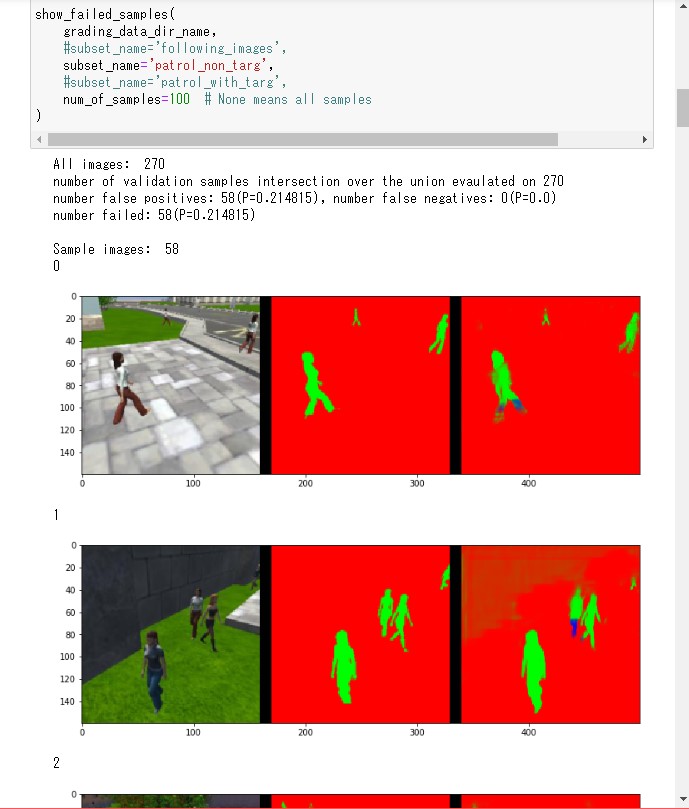 show_failed_samples(
grading_data_dir_name,
#subset_name='following_images',
subset_name='patrol_non_targ',
#subset_name='patrol_with_targ',
num_of_samples=100 # None means all samples
)
All images: 270
number of validation samples intersection over the union evaulated on 270
number false positives: 58(P=0.214815), number false negatives: 0(P=0.0)
number failed: 58(P=0.214815)
Sample images: 58
0
0
20
40
60
80
100
120
140
0 100 200 300 400
1
0
20
40
60
80
100
120
140
0 100 200 300 400
2
0